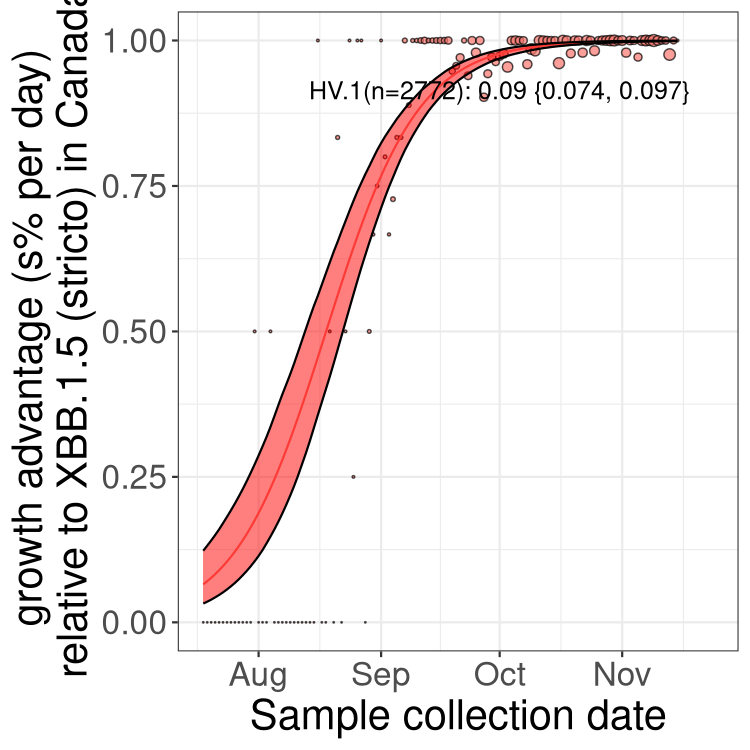 growth advantage (s% per day)
relative to XBB.1.5 (stricto) in Canada
1.00
0.75
0.50
0.25
0.00
HV.1(n=2772): 0.09 {0.074, 0.097}
Aug Sep Oct Nov
Sample collection date